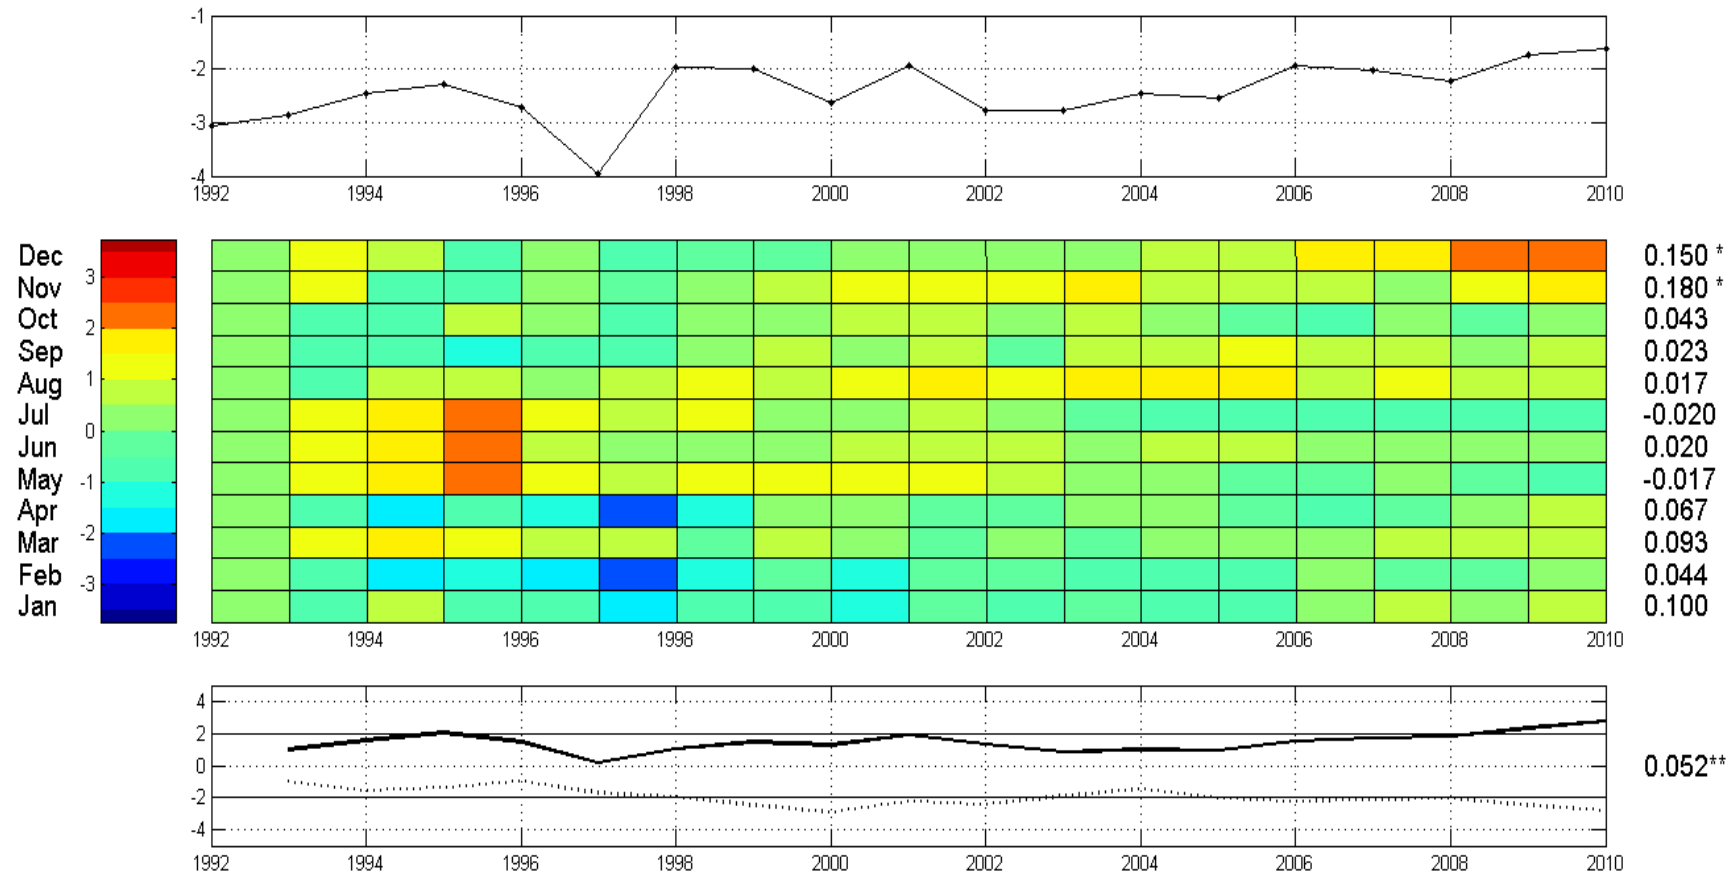 -1
-2
-3
-4
1992 1994 1996 1998 2000 2002 2004 2006 2008 2010
Dec 0.150 *
Nov 3 0.180 *
Oct 2 0.043
Sep 0.023
Aug 1 0.017
Jul 0 -0.020
Jun 0.020
May -1 -0.017
Apr 0.067
Mar -2 0.093
Feb -3 0.044
Jan 0.100
1992 1994 1996 1998 2000 2002 2004 2006 2008 2010
4
2
0 0.052**
-2
-4
1992 1994 1996 1998 2000 2002 2004 2006 2008 2010